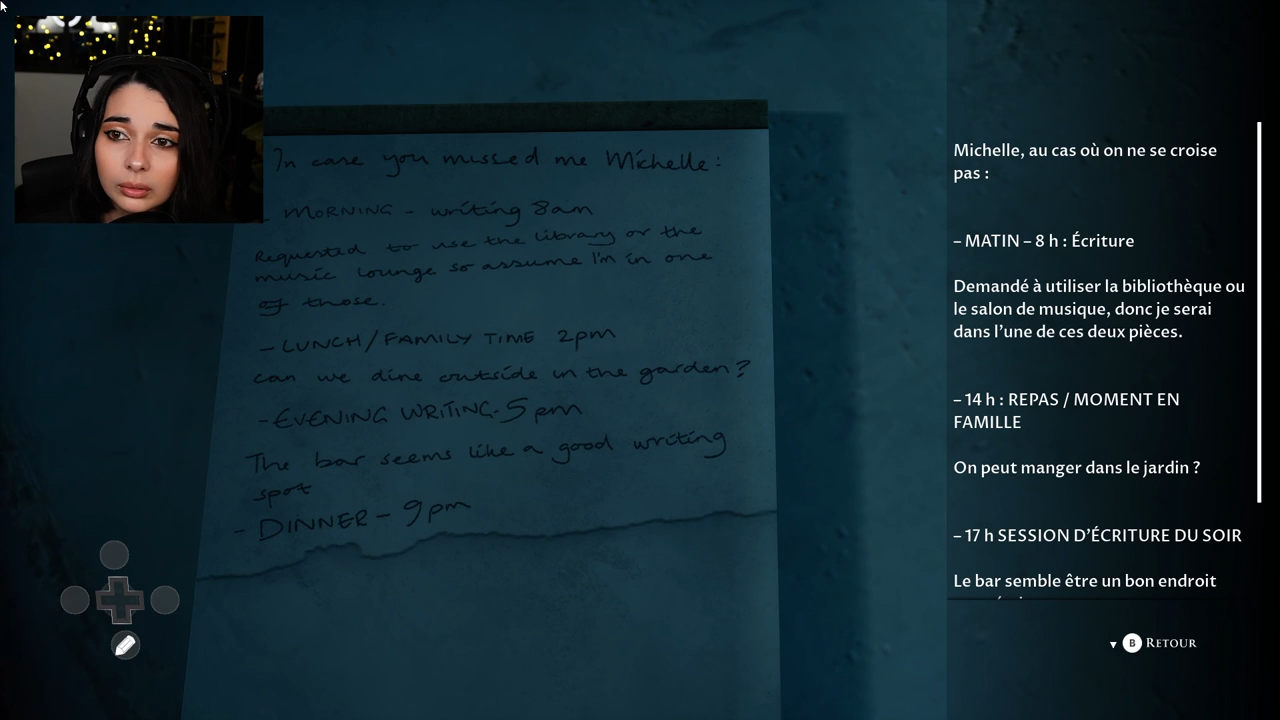 In case you missed me Michelle:
- MORNING - writing 8am
Requested to use the library or the
music lounge so assume I'm in one
of those.
- LUNCH/FAMILY TIME 2pm
can we dine outside in the garden?
- EVENING WRITING - 5pm
The bar seems like a good writing
spot
- DINNER - 9pm
Michelle, au cas où on ne se croise
pas :
– MATIN – 8 h : Écriture
Demandé à utiliser la bibliothèque ou
le salon de musique, donc je serai
dans l'une de ces deux pièces.
– 14 h : REPAS / MOMENT EN
FAMILLE
On peut manger dans le jardin ?
– 17 h SESSION D'ÉCRITURE DU SOIR
Le bar semble être un bon endroit
B RETOUR